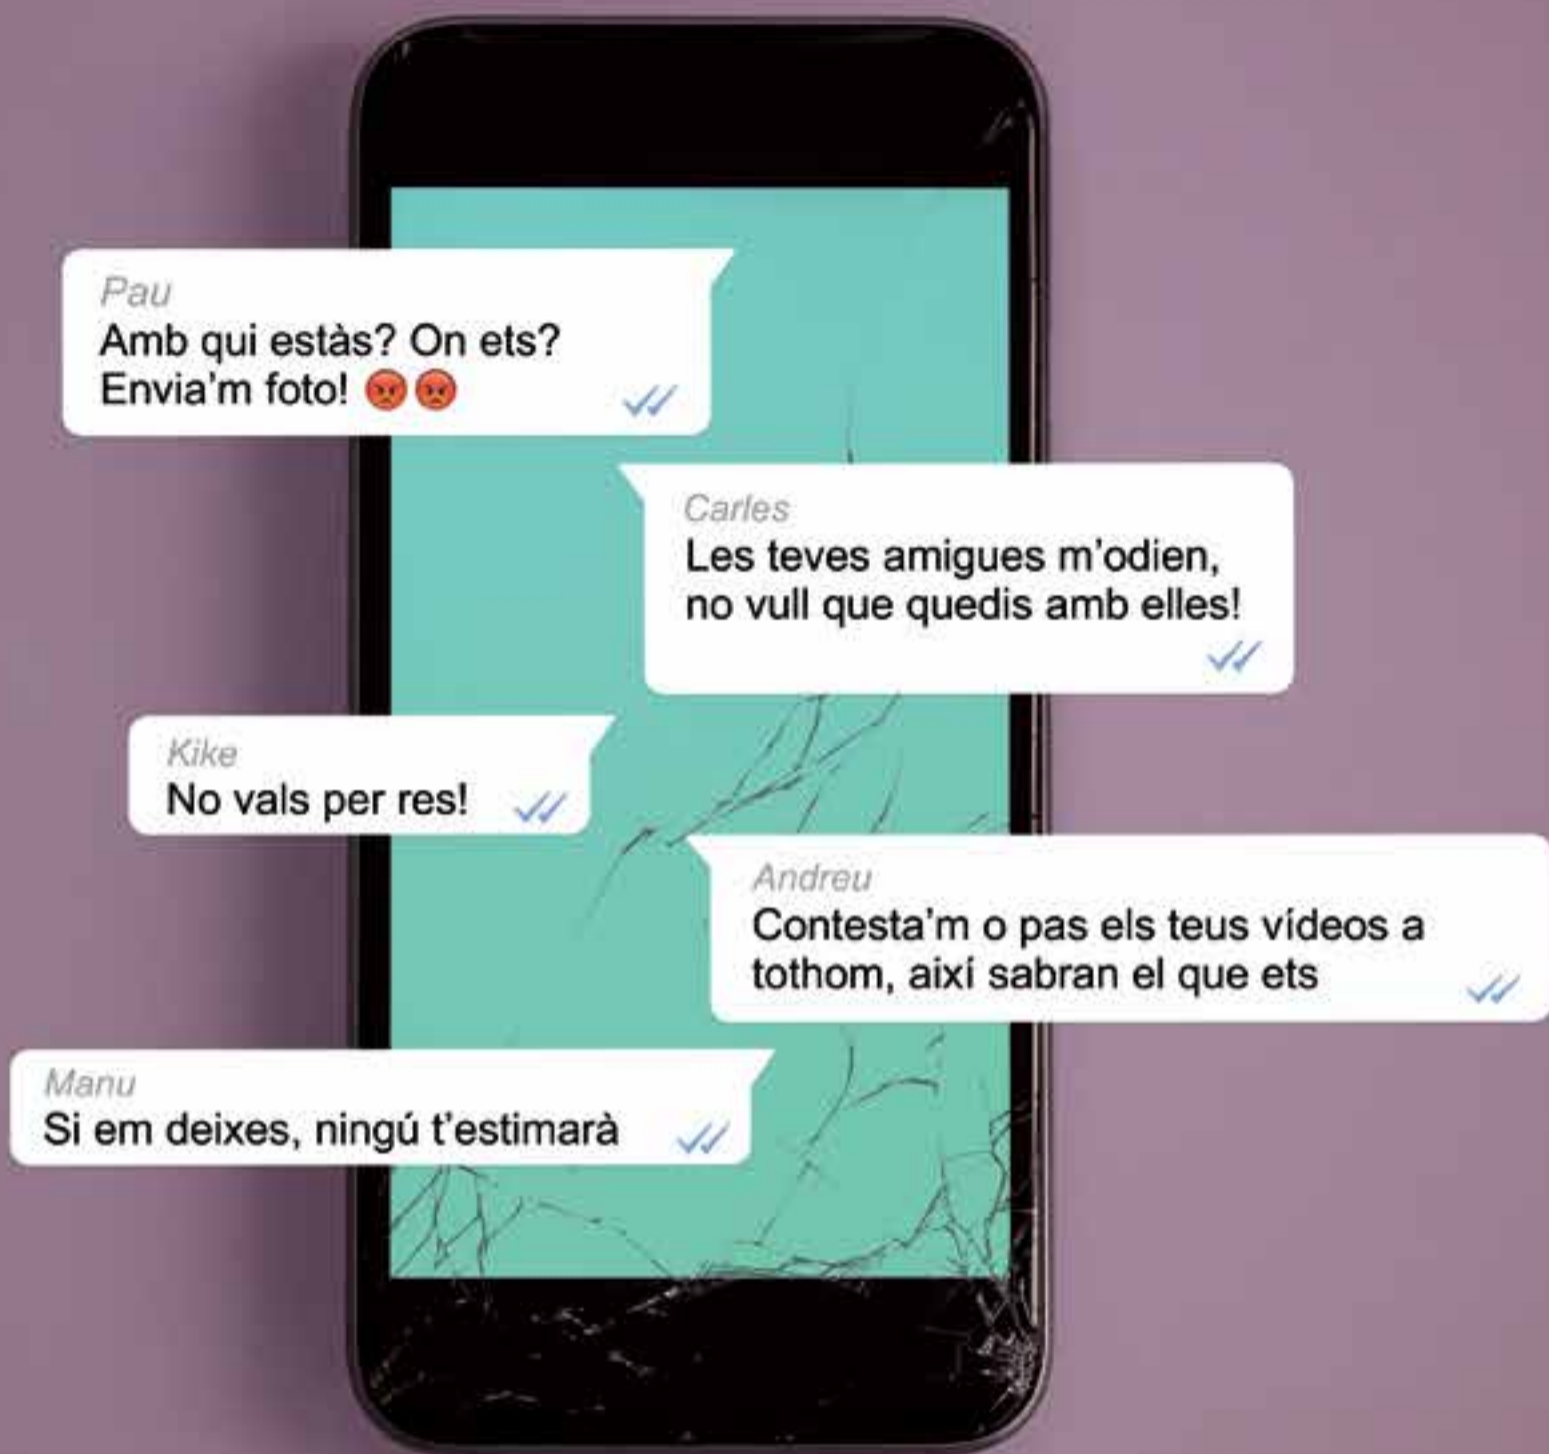 Pau
Amb qui estàs? On ets?
Envia'm foto! 😡😡
Carles
Les teves amigues m'odien,
no vull que quedis amb elles!
Kike
No vals per res!
Andreu
Contesta'm o pas els teus vídeos a
tothom, així sabran el que ets
Manu
Si em deixes, ningú t'estimarà